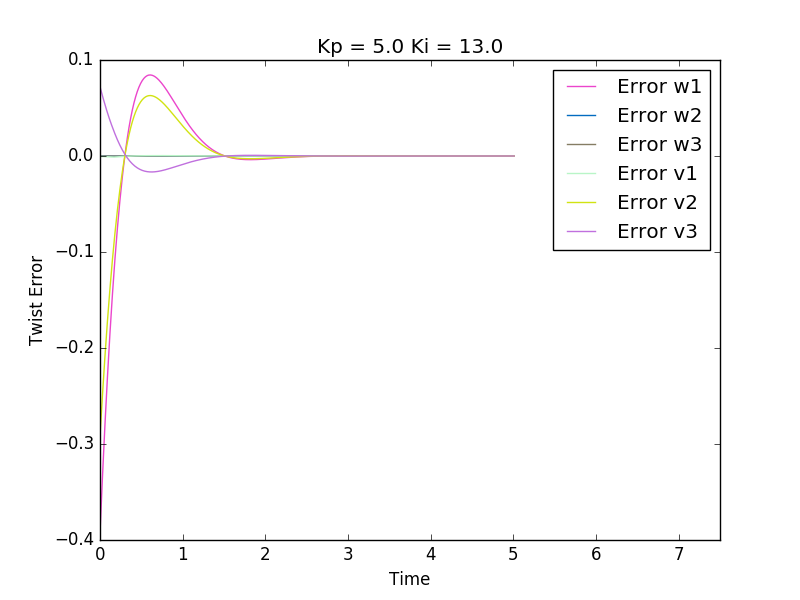 Kp = 5.0 Ki = 13.0
0.1
0.0
−0.1
−0.2
−0.3
−0.4
Twist Error
Error w1
Error w2
Error w3
Error v1
Error v2
Error v3
0 1 2 3 4 5 6 7
Time